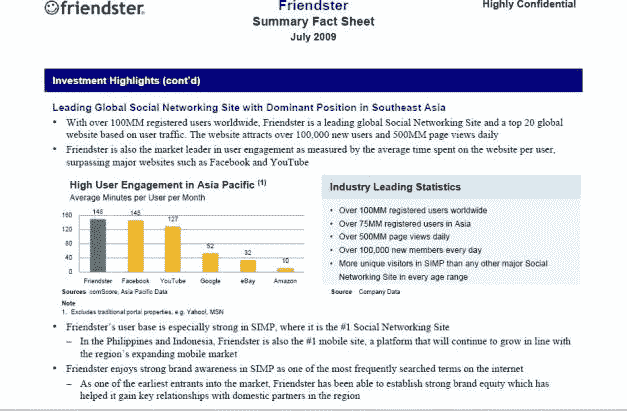 friendster.
Friendster
Highly Confidential
Summary Fact Sheet
July 2009
Investment Highlights (cont'd)
Leading Global Social Networking Site with Dominant Position in Southeast Asia
• With over 100MM registered users worldwide, Friendster is a leading global Social Networking Site and a top 20 global
website based on user traffic. The website attracts over 100,000 new users and 500MM page views daily
• Friendster is also the market leader in user engagement as measured by the average time spent on the website per user,
surpassing major websites such as Facebook and YouTube
High User Engagement in Asia Pacific (1)
Average Minutes per User per Month
160
120
80
40
0
148
145
127
52
32
10
Friendster Facebook YouTube Google eBay Amazon
Sources comScore, Asia Pacific Data
Note
1. Excludes traditional portal properties, e.g. Yahoo!, MSN
Industry Leading Statistics
• Over 100MM registered users worldwide
• Over 75MM registered users in Asia
• Over 500MM page views daily
• Over 100,000 new members every day
• More unique visitors in SIMP than any other major Social
Networking Site in every age range
Source Company Data
• Friendster's user base is especially strong in SIMP, where it is the #1 Social Networking Site
– In the Philippines and Indonesia, Friendster is also the #1 mobile site, a platform that will continue to grow in line with
the region's expanding mobile market
• Friendster enjoys strong brand awareness in SIMP as one of the most frequently searched terms on the internet
– As one of the earliest entrants into the market, Friendster has been able to establish strong brand equity which has
helped it gain key relationships with domestic partners in the region